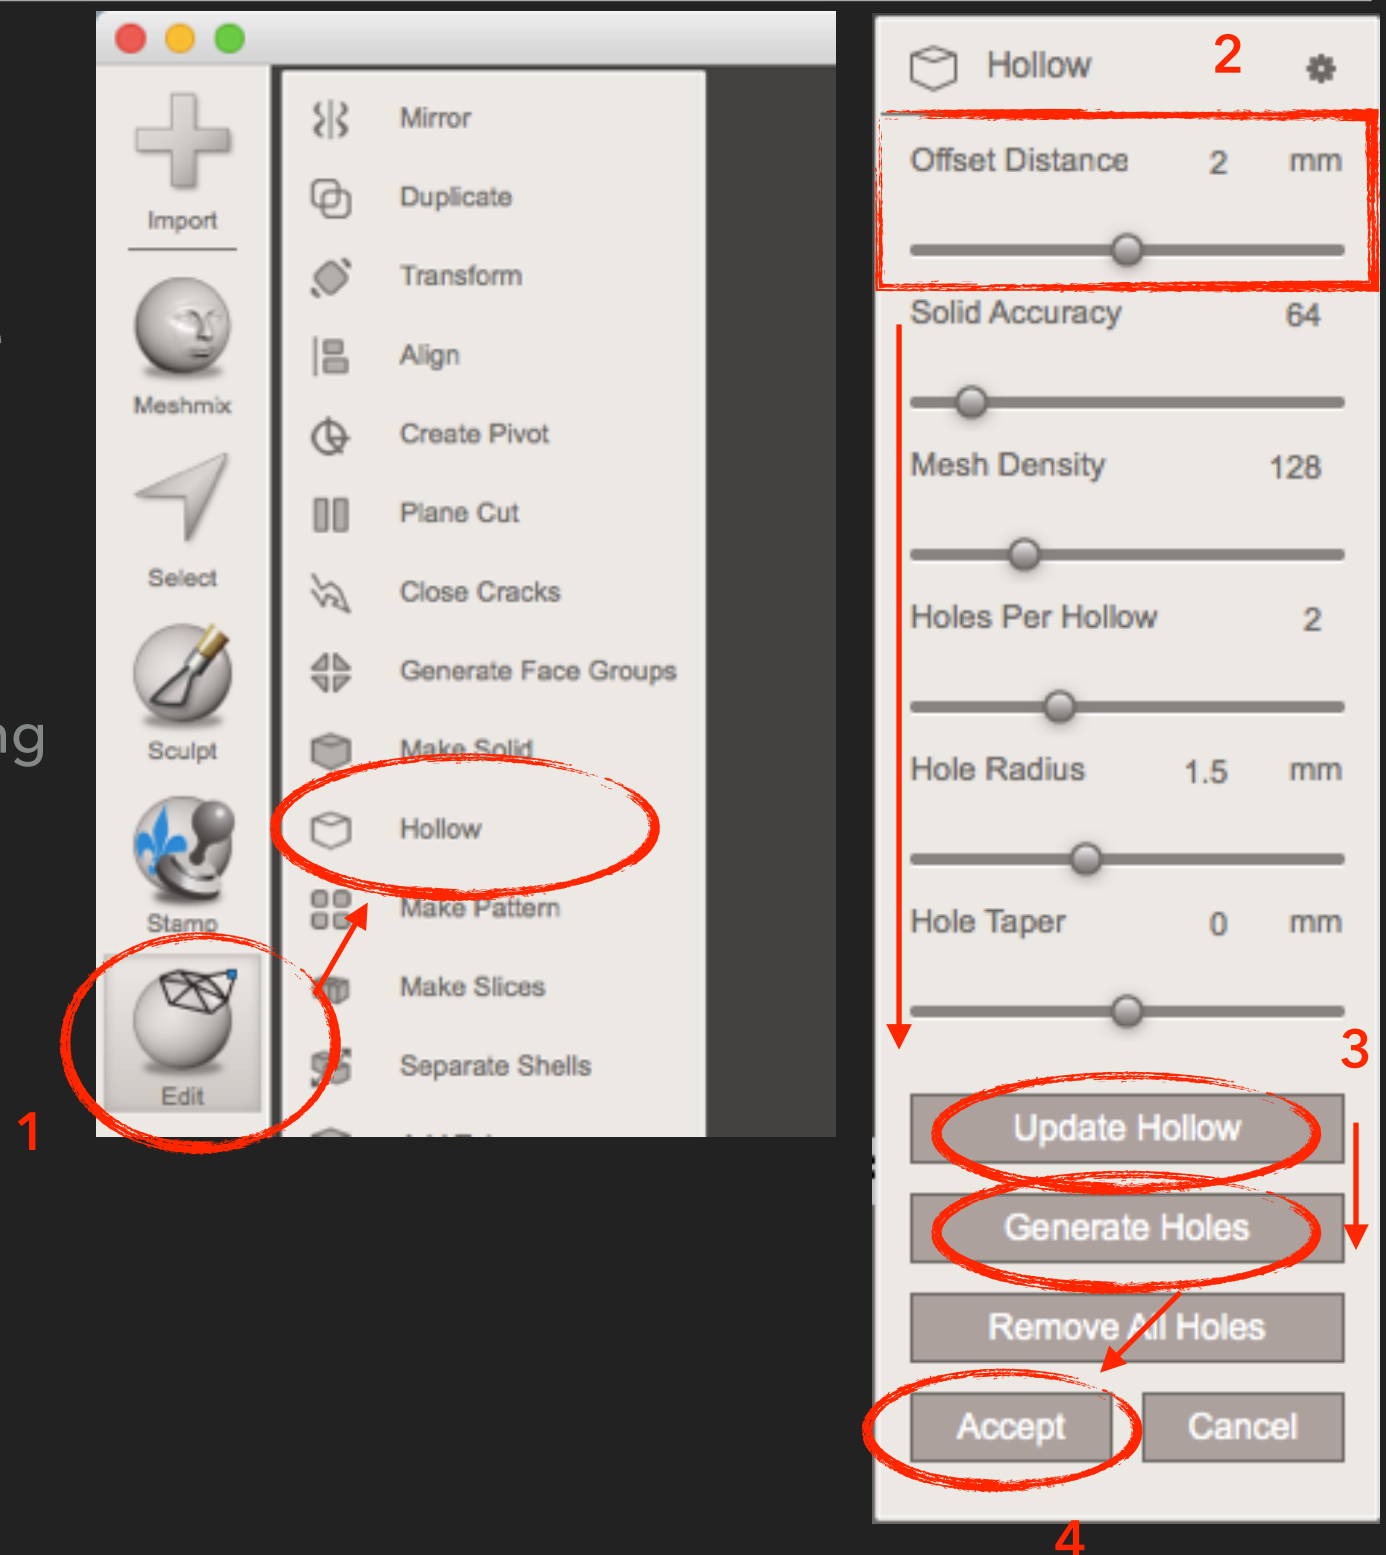 Import
Meshmix
Select
Sculpt
Stamp
Edit
1
Mirror
Duplicate
Transform
Align
Create Pivot
Plane Cut
Close Cracks
Generate Face Groups
Make Solid
Hollow
Make Pattern
Make Slices
Separate Shells
ng
Hollow 2
Offset Distance 2 mm
Solid Accuracy 64
Mesh Density 128
Holes Per Hollow 2
Hole Radius 1.5 mm
Hole Taper 0 mm
3
Update Hollow
Generate Holes
Remove All Holes
Accept Cancel
4